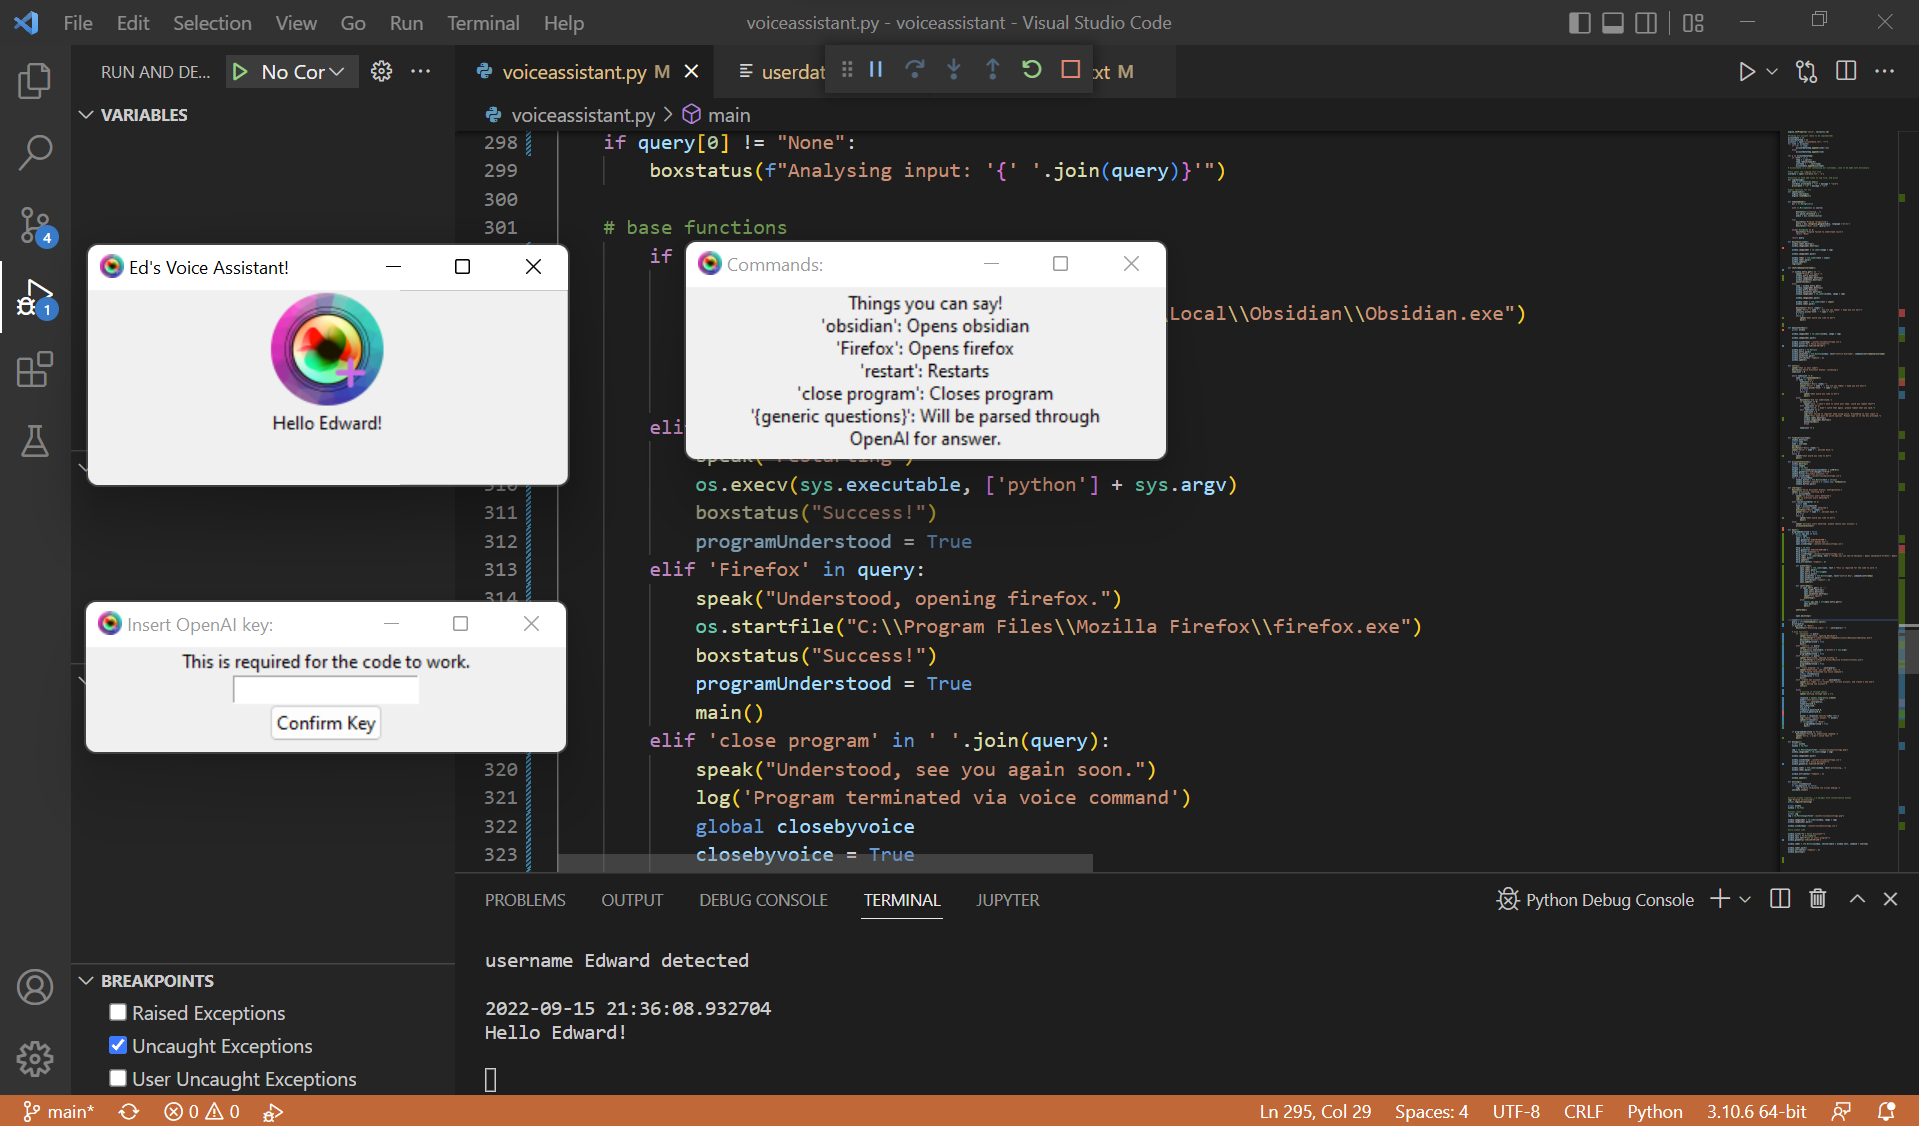 File Edit Selection View Go Run Terminal Help
voiceassistant.py - voiceassistant - Visual Studio Code
RUN AND DE...
No Cor
voiceassistant.py M
userdat
xt M
voiceassistant.py > main
VARIABLES
298 if query[0] != "None":
299 boxstatus(f"Analysing input: '{' '.join(query)}'")
300
301 # base functions
if
Local\\Obsidian\\Obsidian.exe")
eli
os.execv(sys.executable, ['python'] + sys.argv)
311 boxstatus("Success!")
312 programUnderstood = True
313 elif 'Firefox' in query:
314 speak("Understood, opening firefox.")
os.startfile("C:\\Program Files\\Mozilla Firefox\\firefox.exe")
boxstatus("Success!")
programUnderstood = True
main()
elif 'close program' in ' '.join(query):
320 speak("Understood, see you again soon.")
321 log('Program terminated via voice command')
322 global closebyvoice
323 closebyvoice = True
4
1
Ed's Voice Assistant!
Hello Edward!
Commands:
Things you can say!
'obsidian': Opens obsidian
'Firefox': Opens firefox
'restart': Restarts
'close program': Closes program
'{generic questions}': Will be parsed through
OpenAI for answer.
Insert OpenAI key:
This is required for the code to work.
Confirm Key
PROBLEMS OUTPUT DEBUG CONSOLE TERMINAL JUPYTER
Python Debug Console
username Edward detected
2022-09-15 21:36:08.932704
Hello Edward!
BREAKPOINTS
Raised Exceptions
Uncaught Exceptions
User Uncaught Exceptions
main* 0 0
Ln 295, Col 29 Spaces: 4 UTF-8 CRLF Python 3.10.6 64-bit